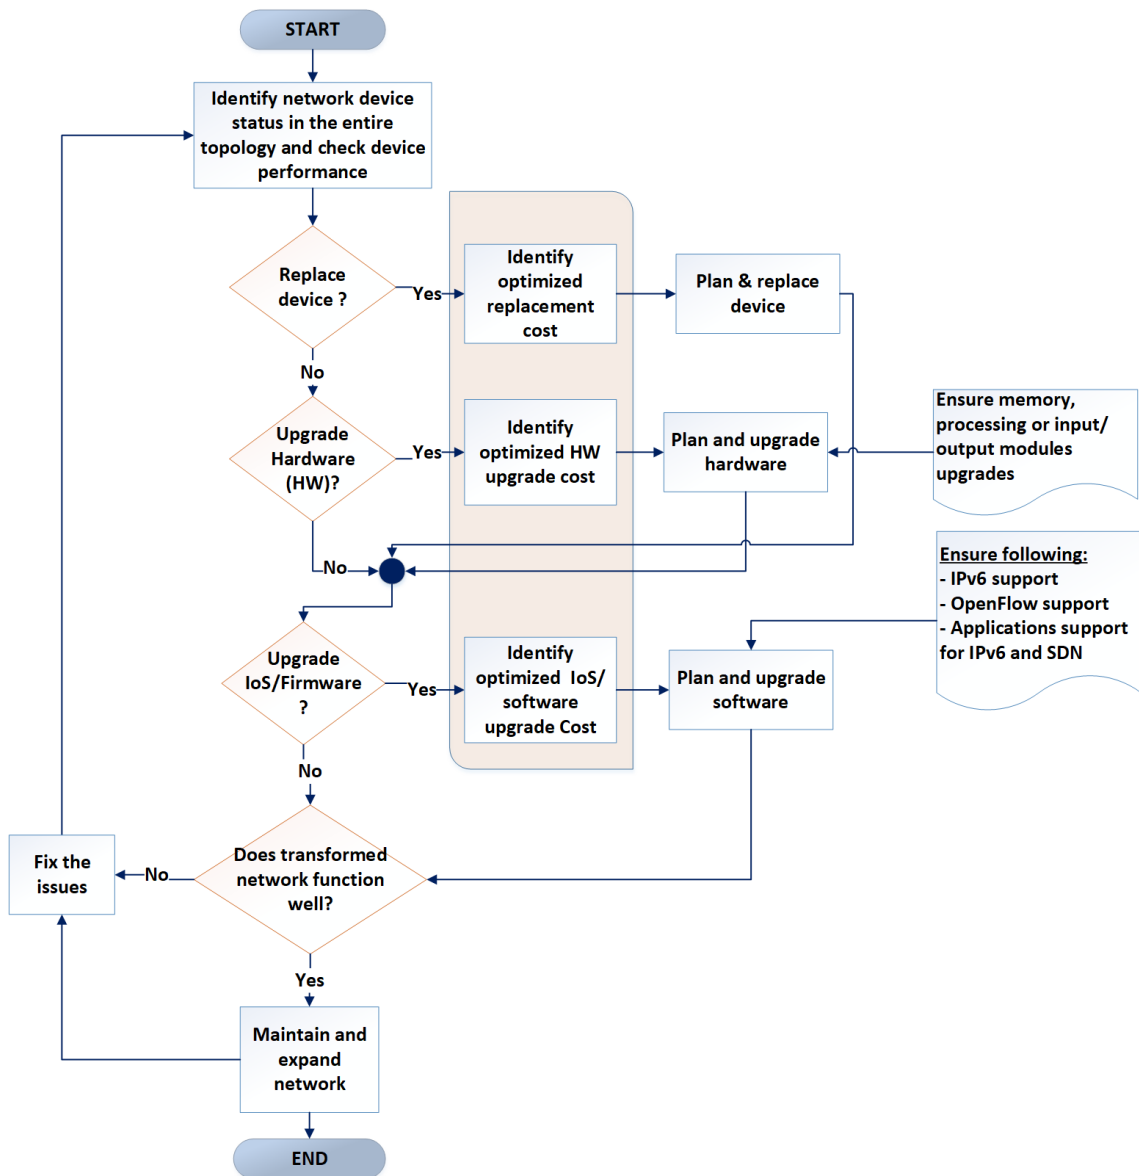 START
Identify network device
status in the entire
topology and check device
performance
Replace
device ?
Yes
Identify
optimized
replacement
cost
Plan & replace
device
No
Upgrade
Hardware
(HW)?
Yes
Identify
optimized HW
upgrade cost
Plan and upgrade
hardware
Ensure memory,
processing or input/
output modules
upgrades
No
Ensure following:
- IPv6 support
- OpenFlow support
- Applications support
for IPv6 and SDN
Upgrade
IoS/Firmware
?
Yes
Identify
optimized IoS/
software
upgrade Cost
Plan and upgrade
software
No
Does transformed
network function
well?
No
Fix the
issues
Yes
Maintain and
expand
network
END